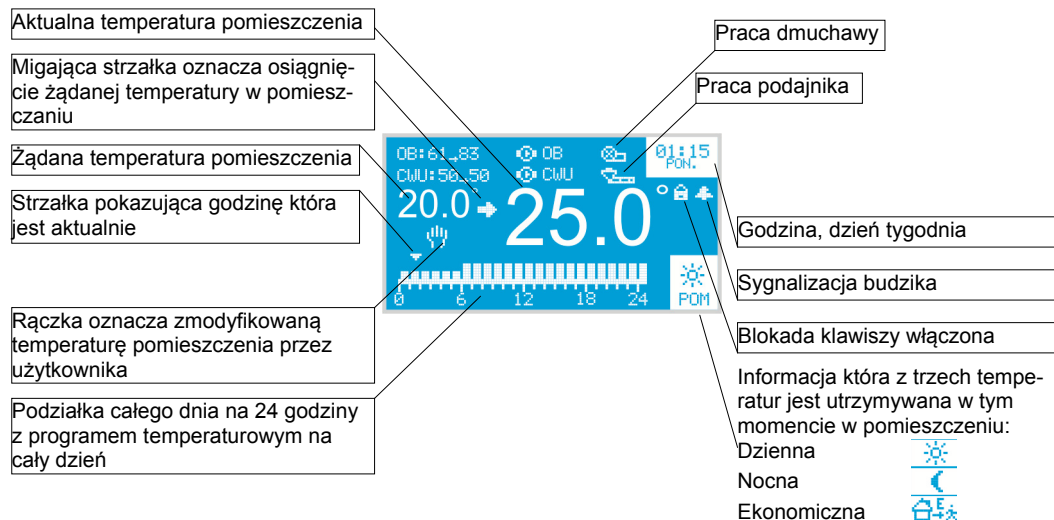 Aktualna temperatura pomieszczenia
Migająca strzałka oznacza osiągnię-
cie żądanej temperatury w pomiesz-
czaniu
Żądana temperatura pomieszczenia
Strzałka pokazująca godzinę która
jest aktualnie
Rączka oznacza zmodyfikowaną
temperaturę pomieszczenia przez
użytkownika
Podziałka całego dnia na 24 godziny
z programem temperaturowym na
cały dzień
OB:61→83 OB
CWU:50→50 CWU
20.0° 25.0
0 6 12 18 24
01:15
PON.
POM
Praca dmuchawy
Praca podajnika
Godzina, dzień tygodnia
Sygnalizacja budzika
Blokada klawiszy włączona
Informacja która z trzech tempe-
ratur jest utrzymywana w tym
momencie w pomieszczeniu:
Dzienna
Nocna
Ekonomiczna E